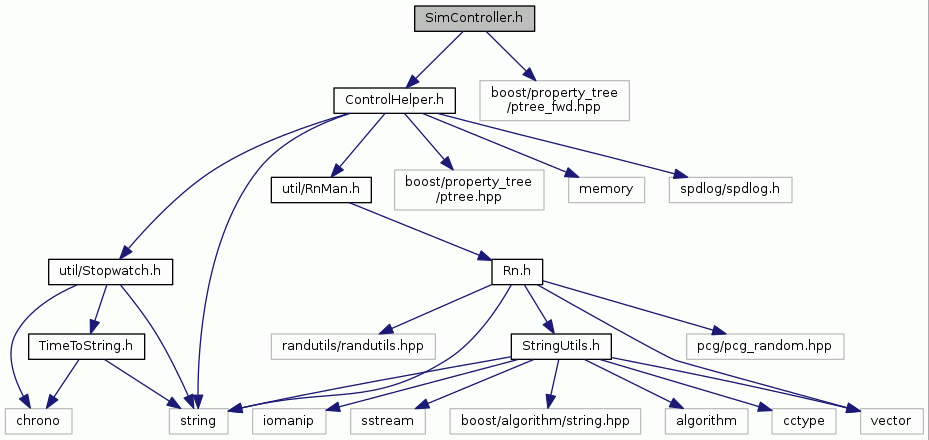 SimController.h
ControlHelper.h
boost/property_tree
/ptree_fwd.hpp
util/RnMan.h
boost/property_tree
/ptree.hpp
memory
spdlog/spdlog.h
util/Stopwatch.h
Rn.h
TimeToString.h
randutils/randutils.hpp
StringUtils.h
pcg/pcg_random.hpp
chrono
string
iomanip
sstream
boost/algorithm/string.hpp
algorithm
cctype
vector